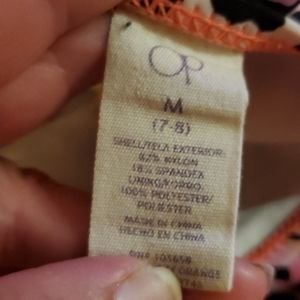 OP
M
(7-8)
SHELL/TELA EXTERIOR:
82% NYLON
18% SPANDEX
LINING/FORRO:
100% POLYESTER/
POLIESTER
MADE IN CHINA
HECHO EN CHINA
ORANGE